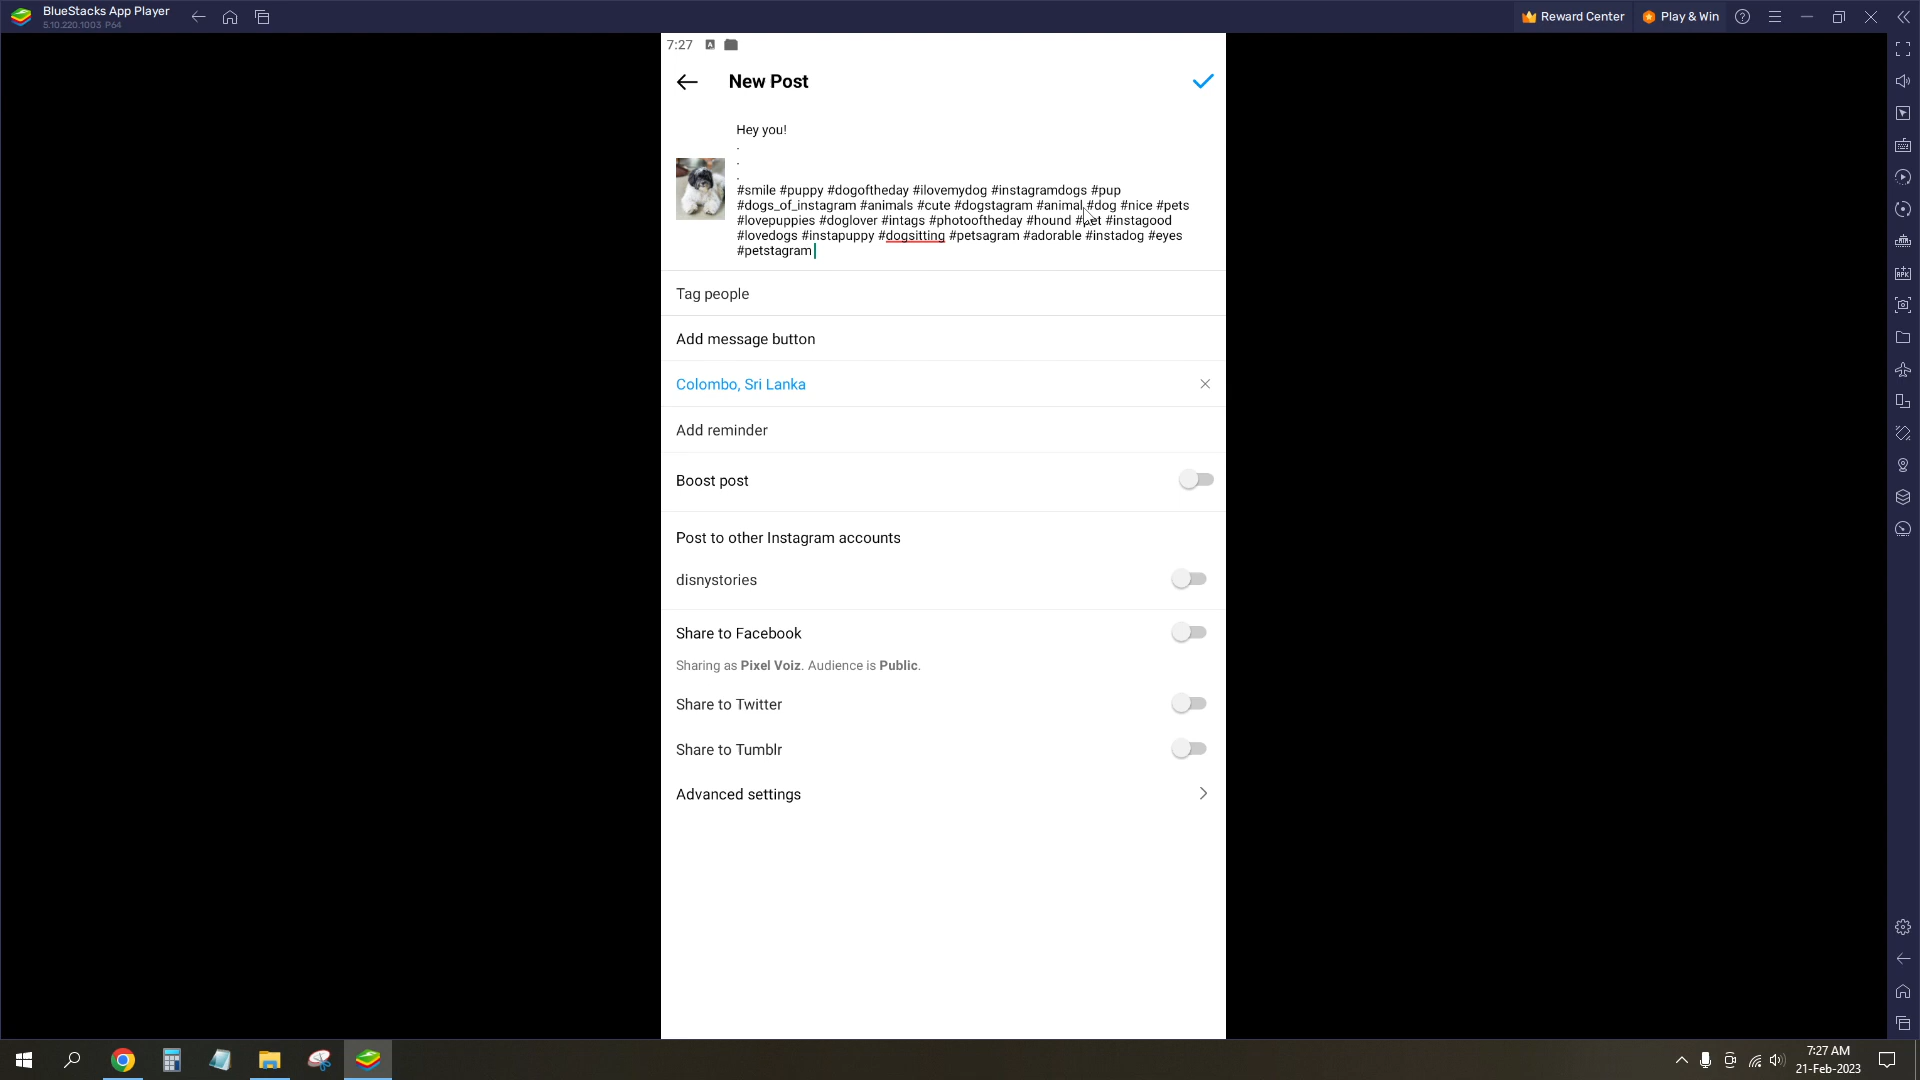 BlueStacks App Player
5.10.220.1003 P64
Reward Center
Play & Win
7:27
New Post
Hey you!
.
.
.
#smile #puppy #dogoftheday #ilovemydog #instagramdogs #pup
#dogs_of_instagram #animals #cute #dogstagram #animal #dog #nice #pets
#lovepuppies #doglover #intags #photooftheday #hound #pet #instagood
#lovedogs #instapuppy #dogsitting #petsagram #adorable #instadog #eyes
#petstagram
Tag people
Add message button
Colombo, Sri Lanka
Add reminder
Boost post
Post to other Instagram accounts
disnystories
Share to Facebook
Sharing as Pixel Voiz. Audience is Public.
Share to Twitter
Share to Tumblr
Advanced settings
7:27 AM
21-Feb-2023